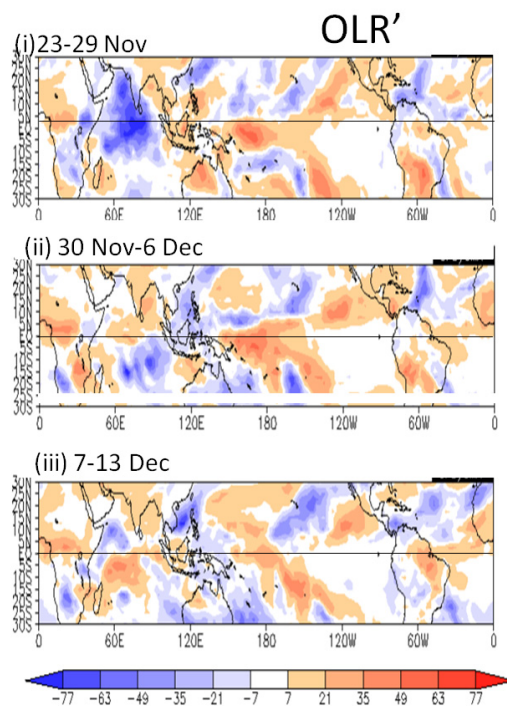 OLR'
(i)23-29 Nov
30N
25N
20N
15N
10N
5N
EQ
5S
10S
15S
20S
25S
30S
0 60E 120E 180 120W 60W 0
(ii) 30 Nov-6 Dec
30N
25N
20N
15N
10N
5N
EQ
5S
10S
15S
20S
25S
30S
0 60E 120E 180 120W 60W 0
(iii) 7-13 Dec
30N
25N
20N
15N
10N
5N
EQ
5S
10S
15S
20S
25S
30S
0 60E 120E 180 120W 60W 0
-77 -63 -49 -35 -21 -7 7 21 35 49 63 77